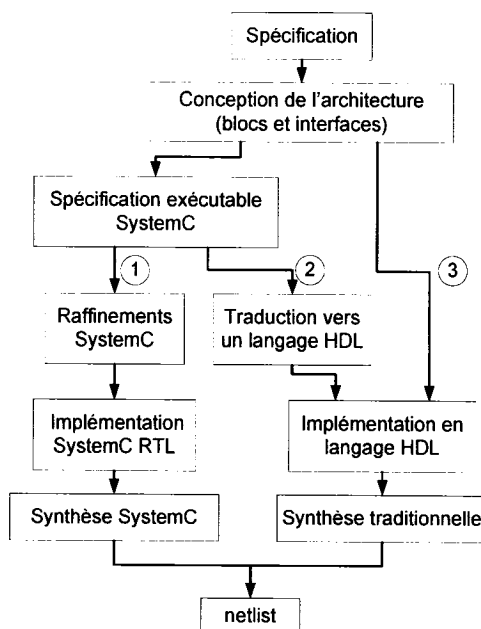 Spécification
Conception de l'architecture
(blocs et interfaces)
Spécification exécutable
SystemC
1
2
3
Raffinements
SystemC
Traduction vers
un langage HDL
Implémentation
SystemC RTL
Implémentation en
langage HDL
Synthèse SystemC
Synthèse traditionnelle
netlist